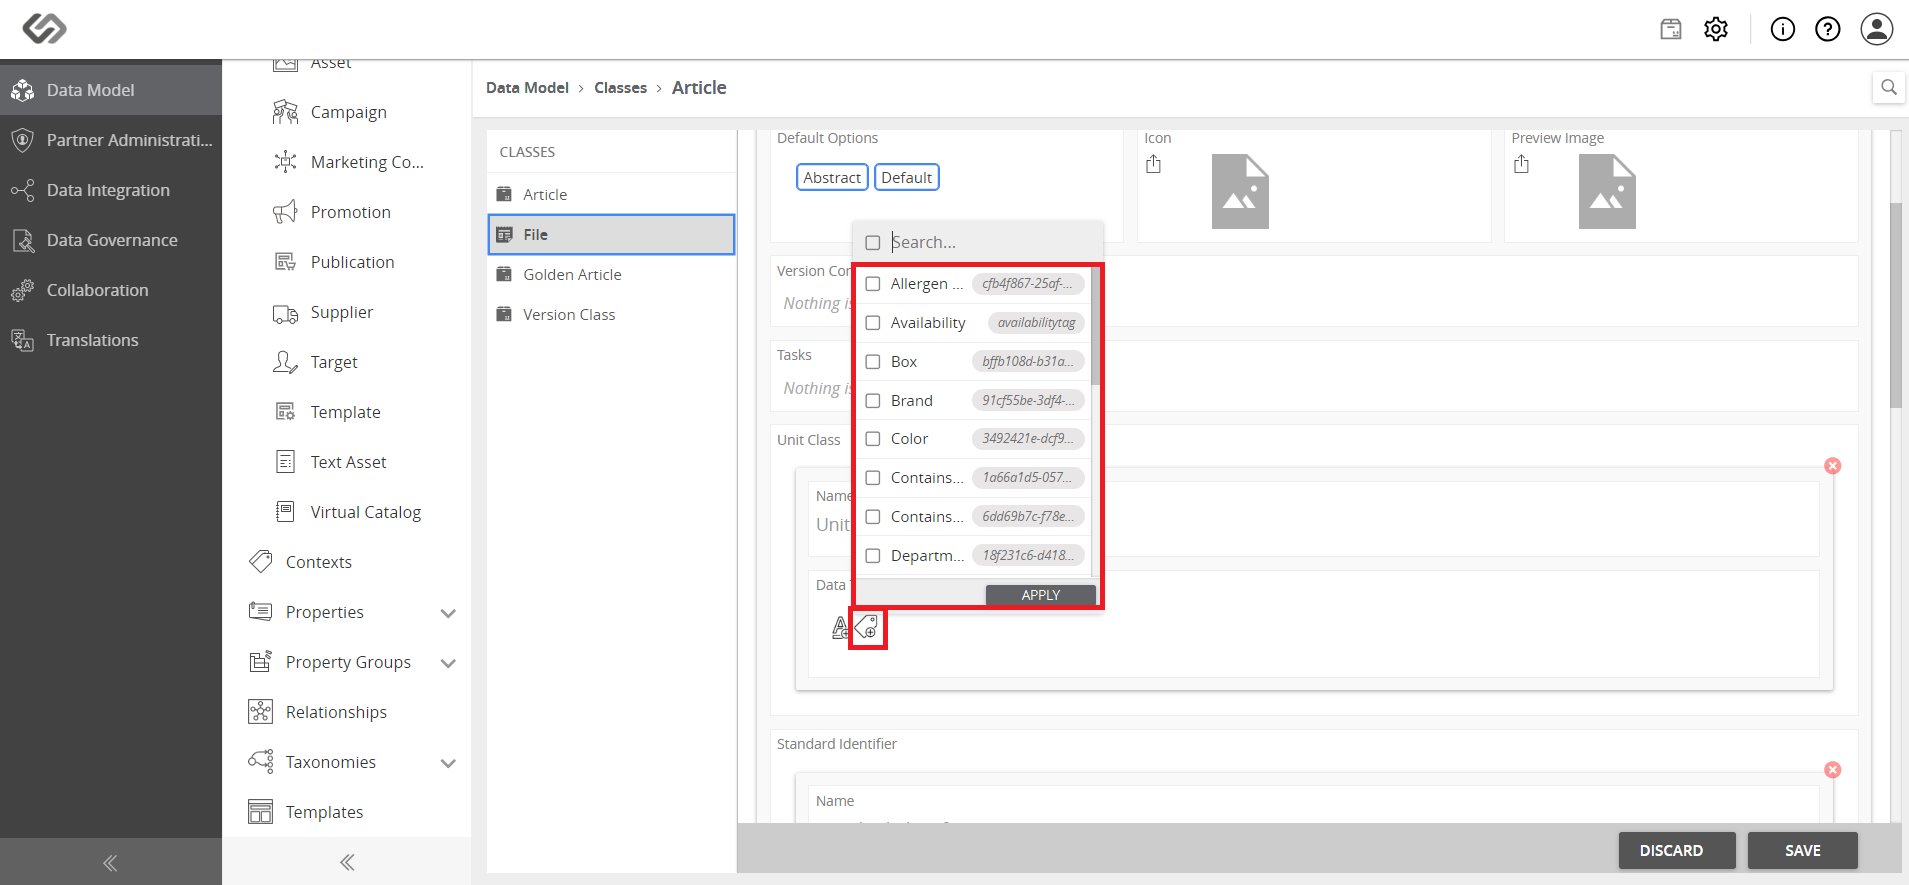 Data Model
Partner Administrati...
Data Integration
Data Governance
Collaboration
Translations
Asset
Campaign
Marketing Co...
Promotion
Publication
Supplier
Target
Template
Text Asset
Virtual Catalog
Contexts
Properties
Property Groups
Relationships
Taxonomies
Templates
Data Model > Classes > Article
CLASSES
Article
File
Golden Article
Version Class
Default Options
Abstract Default
Icon
Preview Image
Version Con
Nothing is
Tasks
Nothing is
Unit Class
Name
Unit
Data T
Search...
Allergen ... cfb4f867-25af-...
Availability availabilitytag
Box bffb108d-b31a...
Brand 91cf55be-3df4-...
Color 3492421e-dcf9...
Contains... 1a66a1d5-057...
Contains... 6dd69b7c-f78e...
Departm... 18f231c6-d418...
APPLY
Standard Identifier
Name
DISCARD
SAVE